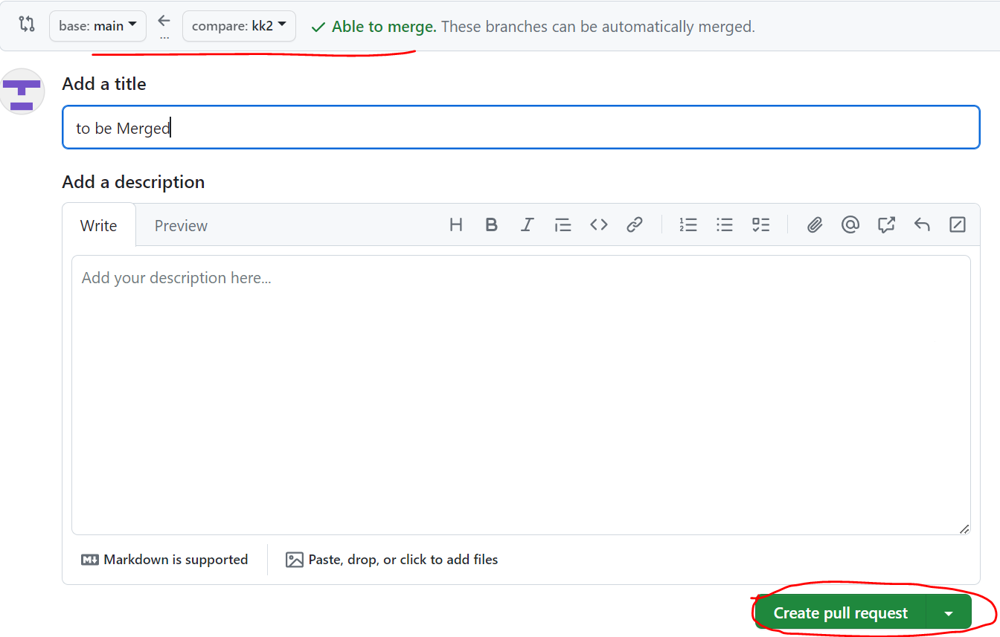 base: main compare: kk2 Able to merge. These branches can be automatically merged.
...
Add a title
to be Merged
Add a description
Write Preview
Add your description here...
Markdown is supported Paste, drop, or click to add files
Create pull request